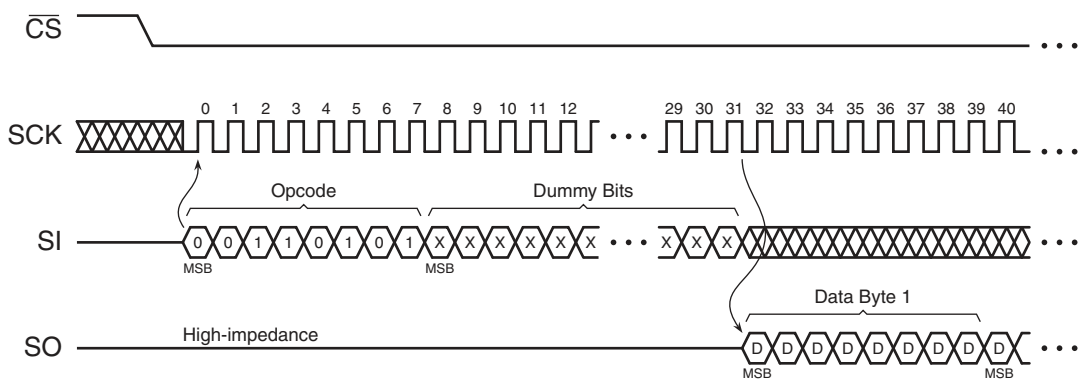 CS
0 1 2 3 4 5 6 7 8 9 10 11 12 29 30 31 32 33 34 35 36 37 38 39 40
SCK
Opcode Dummy Bits
SI 0 0 1 1 0 1 0 1 X X X X X X X X X
MSB MSB
Data Byte 1
High-impedance
SO D D D D D D D D D
MSB MSB